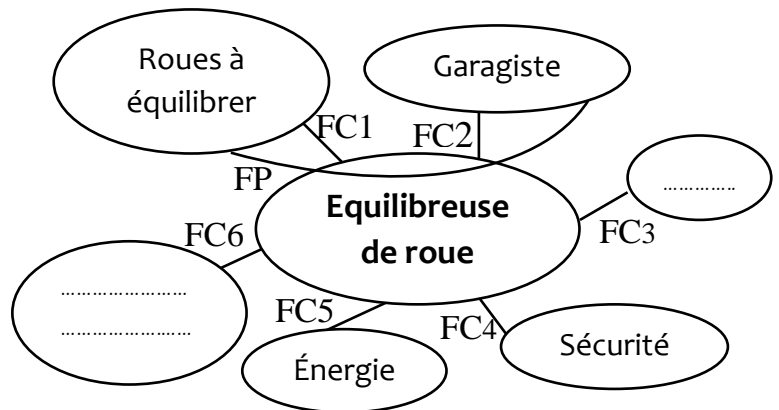 Roues à
équilibrer
Garagiste
FC1
FC2
FP
Equilibreuse
de roue
…………..
FC3
FC6
……………………
……………………..
FC5
FC4
Énergie
Sécurité